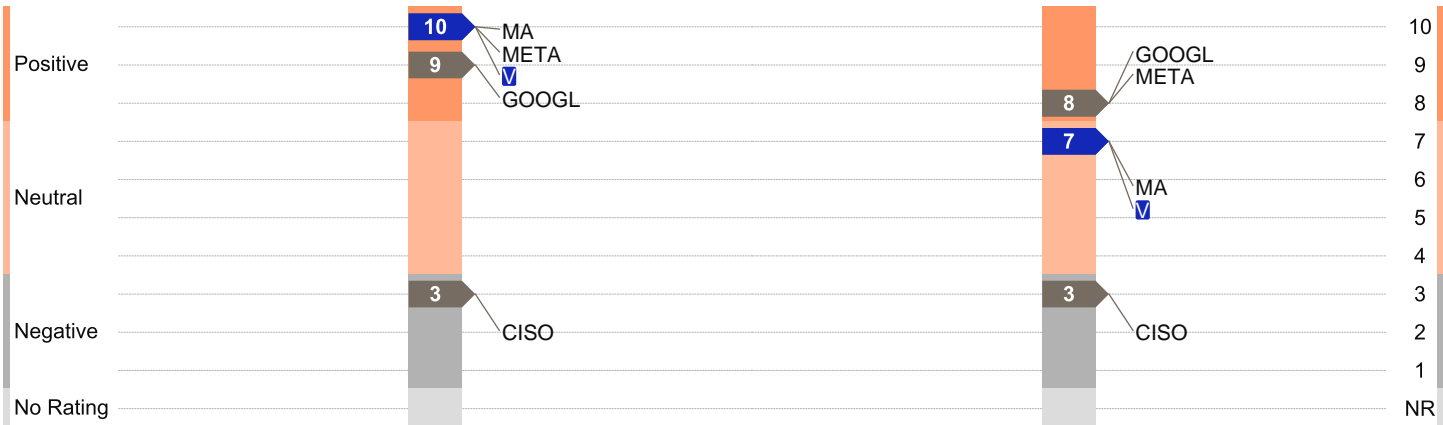 Positive
Neutral
Negative
No Rating
10
MA
META
V
9
GOOGL
3
CISO
GOOGL
META
8
7
MA
V
3
CISO
10
9
8
7
6
5
4
3
2
1
NR